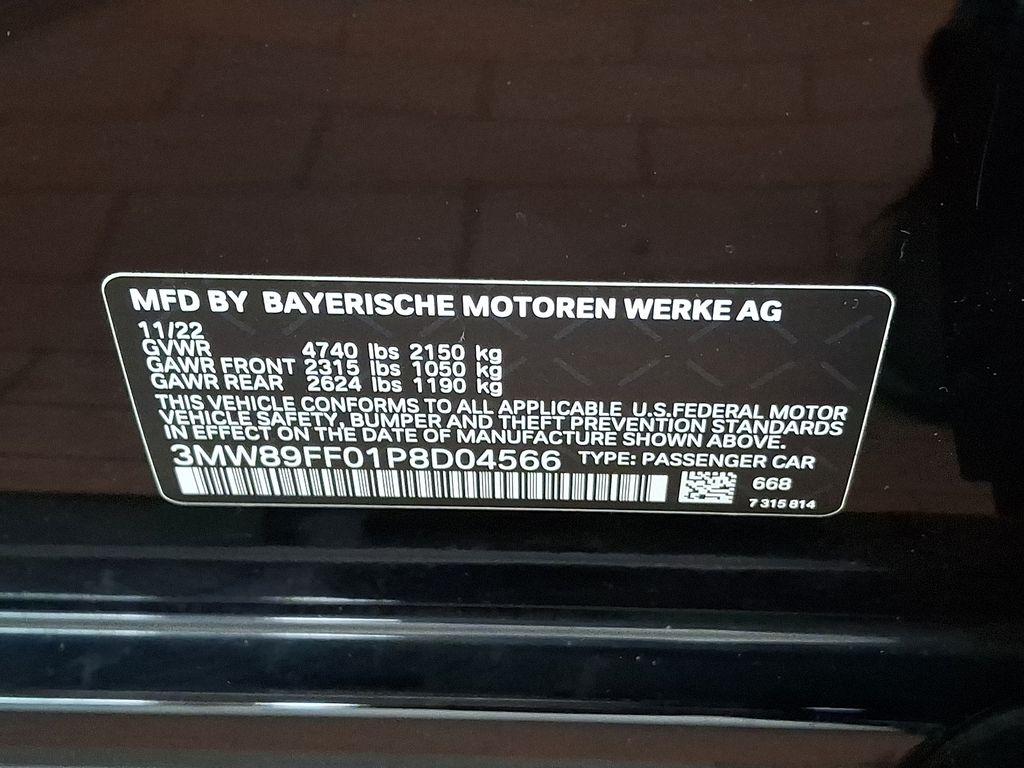 MFD BY BAYERISCHE MOTOREN WERKE AG
11/22
GVWR 4740 lbs 2150 kg
GAWR FRONT 2315 lbs 1050 kg
GAWR REAR 2624 lbs 1190 kg
THIS VEHICLE CONFORMS TO ALL APPLICABLE U.S.FEDERAL MOTOR
VEHICLE SAFETY, BUMPER AND THEFT PREVENTION STANDARDS
IN EFFECT ON THE DATE OF MANUFACTURE SHOWN ABOVE.
3MW89FF01P8D04566 TYPE: PASSENGER CAR
668
7 315 814